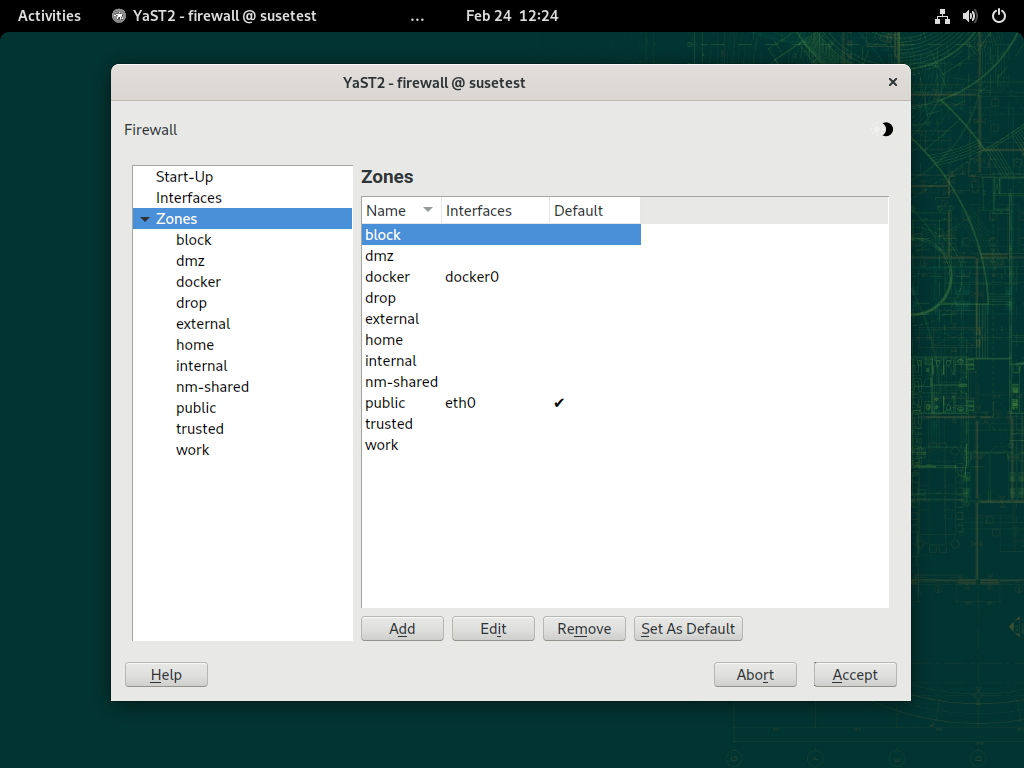 Activities YaST2 - firewall @ susetest ... Feb 24 12:24
YaST2 - firewall @ susetest ×
Firewall
Start-Up
Interfaces
Zones
block
dmz
docker
drop
external
home
internal
nm-shared
public
trusted
work
Zones
Name Interfaces Default
block
dmz
docker docker0
drop
external
home
internal
nm-shared
public eth0 ✔
trusted
work
Add Edit Remove Set As Default
Help Abort Accept